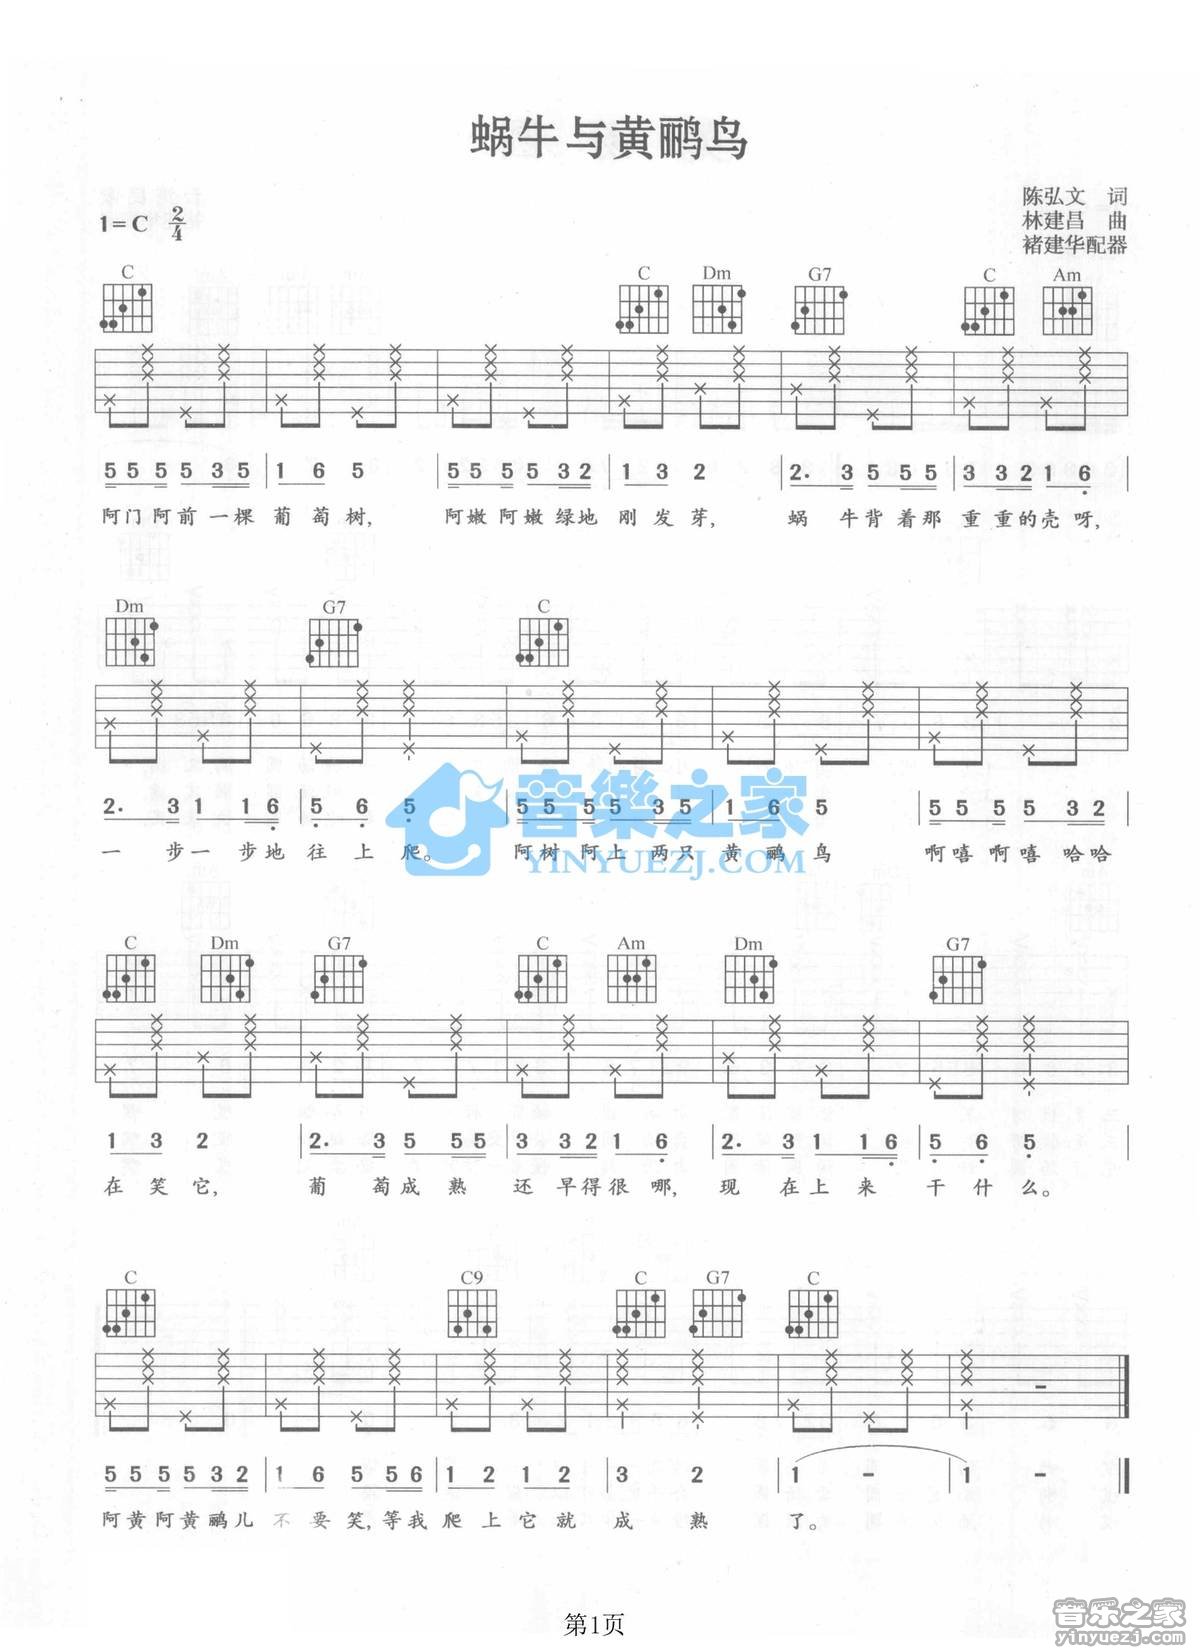 蜗牛与黄鹂鸟
陈弘文 词
1=C 2/4
林建昌 曲
褚建华配器
C C Dm G7 C Am
5 5 5 5 3 5 | 1 6 5 | 5 5 5 5 3 2 | 1 3 2 | 2. 3 5 5 5 | 3 3 2 1 6 |
阿门阿前一棵葡萄树, 阿嫩阿嫩绿地刚发芽, 蜗牛背着那重重的壳呀,
Dm G7 C
2. 3 1 1 6 | 5 6 5 | 5 5 5 5 3 5 | 1 6 5 | 5 5 5 5 3 2 |
一步一步地往上爬。 阿树阿上两只黄鹂鸟 啊嘻啊嘻哈哈
音樂之家
YINYUEZJ.COM
C Dm G7 C Am Dm G7
1 3 2 | 2. 3 5 5 5 | 3 3 2 1 6 | 2. 3 1 1 6 | 5 6 5 |
在笑它, 葡萄成熟还早得很哪, 现在上来干什么。
C C9 C G7 C
5 5 5 5 3 2 | 1 6 5 5 6 | 1 2 1 2 | 3 2 | 1 - | 1 - |
阿黄阿黄鹂儿不要笑,等我爬上它就成熟了。
第1页
音乐之家
yinyuezj.com